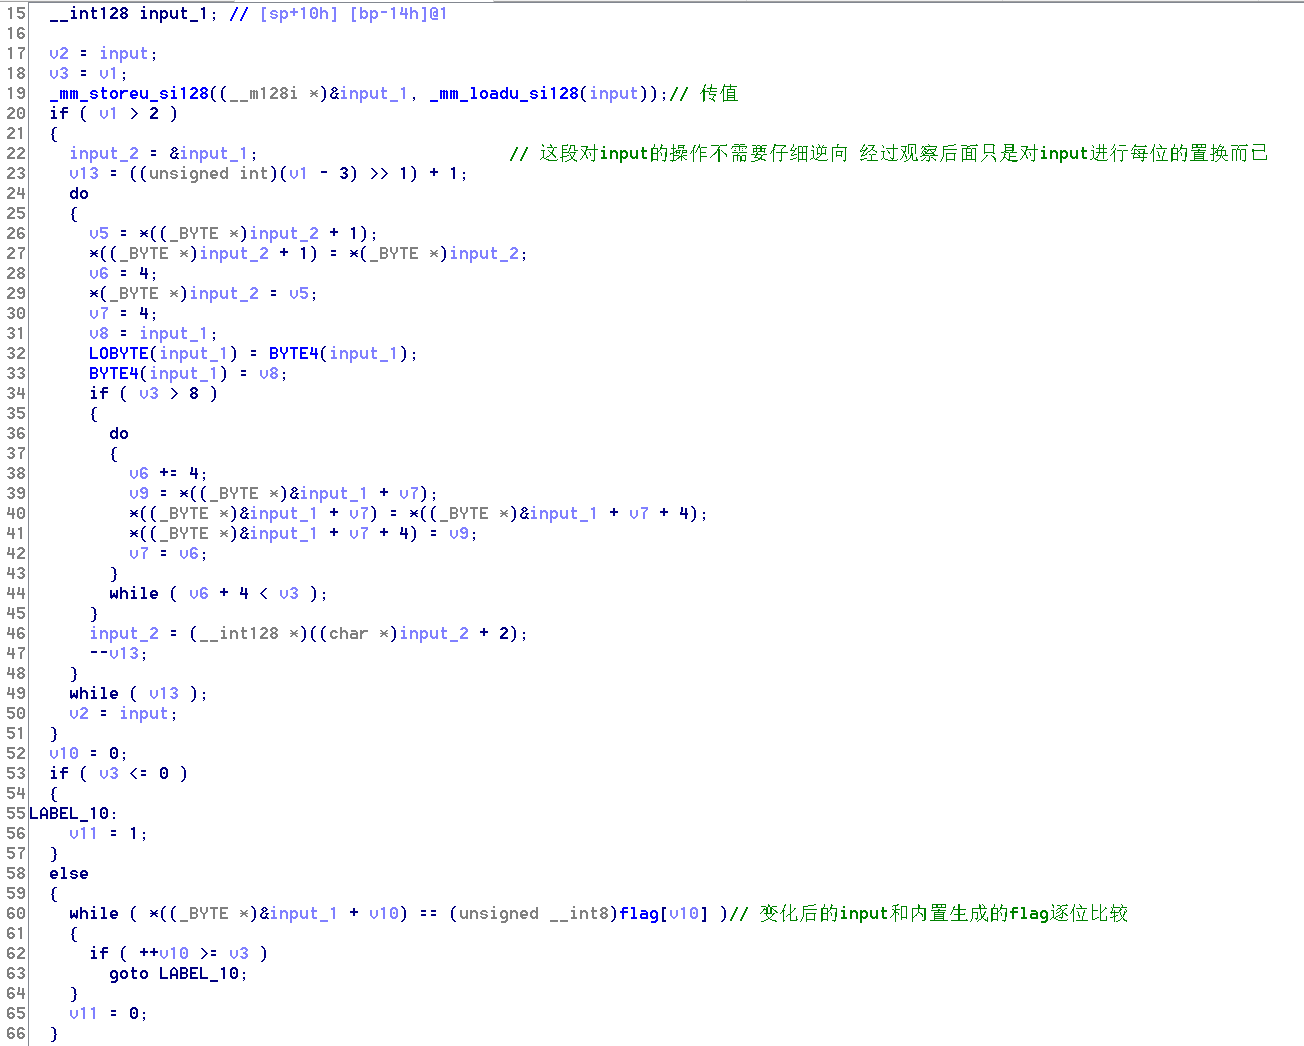 15   __int128 input_1; // [sp+10h] [bp-14h]@1
16
17   v2 = input;
18   v3 = v1;
19   _mm_storeu_si128((__m128i *)&input_1, _mm_loadu_si128(input));// 传值
20   if ( v1 > 2 )
21   {
22     input_2 = &input_1;                         // 这段对input的操作不需要仔细逆向 经过观察后面只是对input进行每位的置换而已
23     v13 = ((unsigned int)(v1 - 3) >> 1) + 1;
24     do
25     {
26       v5 = *((_BYTE *)input_2 + 1);
27       *((_BYTE *)input_2 + 1) = *(_BYTE *)input_2;
28       v6 = 4;
29       *(_BYTE *)input_2 = v5;
30       v7 = 4;
31       v8 = input_1;
32       LOBYTE(input_1) = BYTE4(input_1);
33       BYTE4(input_1) = v8;
34       if ( v3 > 8 )
35       {
36         do
37         {
38           v6 += 4;
39           v9 = *((_BYTE *)&input_1 + v7);
40           *((_BYTE *)&input_1 + v7) = *((_BYTE *)&input_1 + v7 + 4);
41           *((_BYTE *)&input_1 + v7 + 4) = v9;
42           v7 = v6;
43         }
44         while ( v6 + 4 < v3 );
45       }
46       input_2 = (__int128 *)((char *)input_2 + 2);
47       --v13;
48     }
49     while ( v13 );
50     v2 = input;
51   }
52   v10 = 0;
53   if ( v3 <= 0 )
54   {
55 LABEL_10:
56     v11 = 1;
57   }
58   else
59   {
60     while ( *((_BYTE *)&input_1 + v10) == (unsigned __int8)flag[v10] )// 变化后的input和内置生成的flag逐位比较
61     {
62       if ( ++v10 >= v3 )
63         goto LABEL_10;
64     }
65     v11 = 0;
66   }